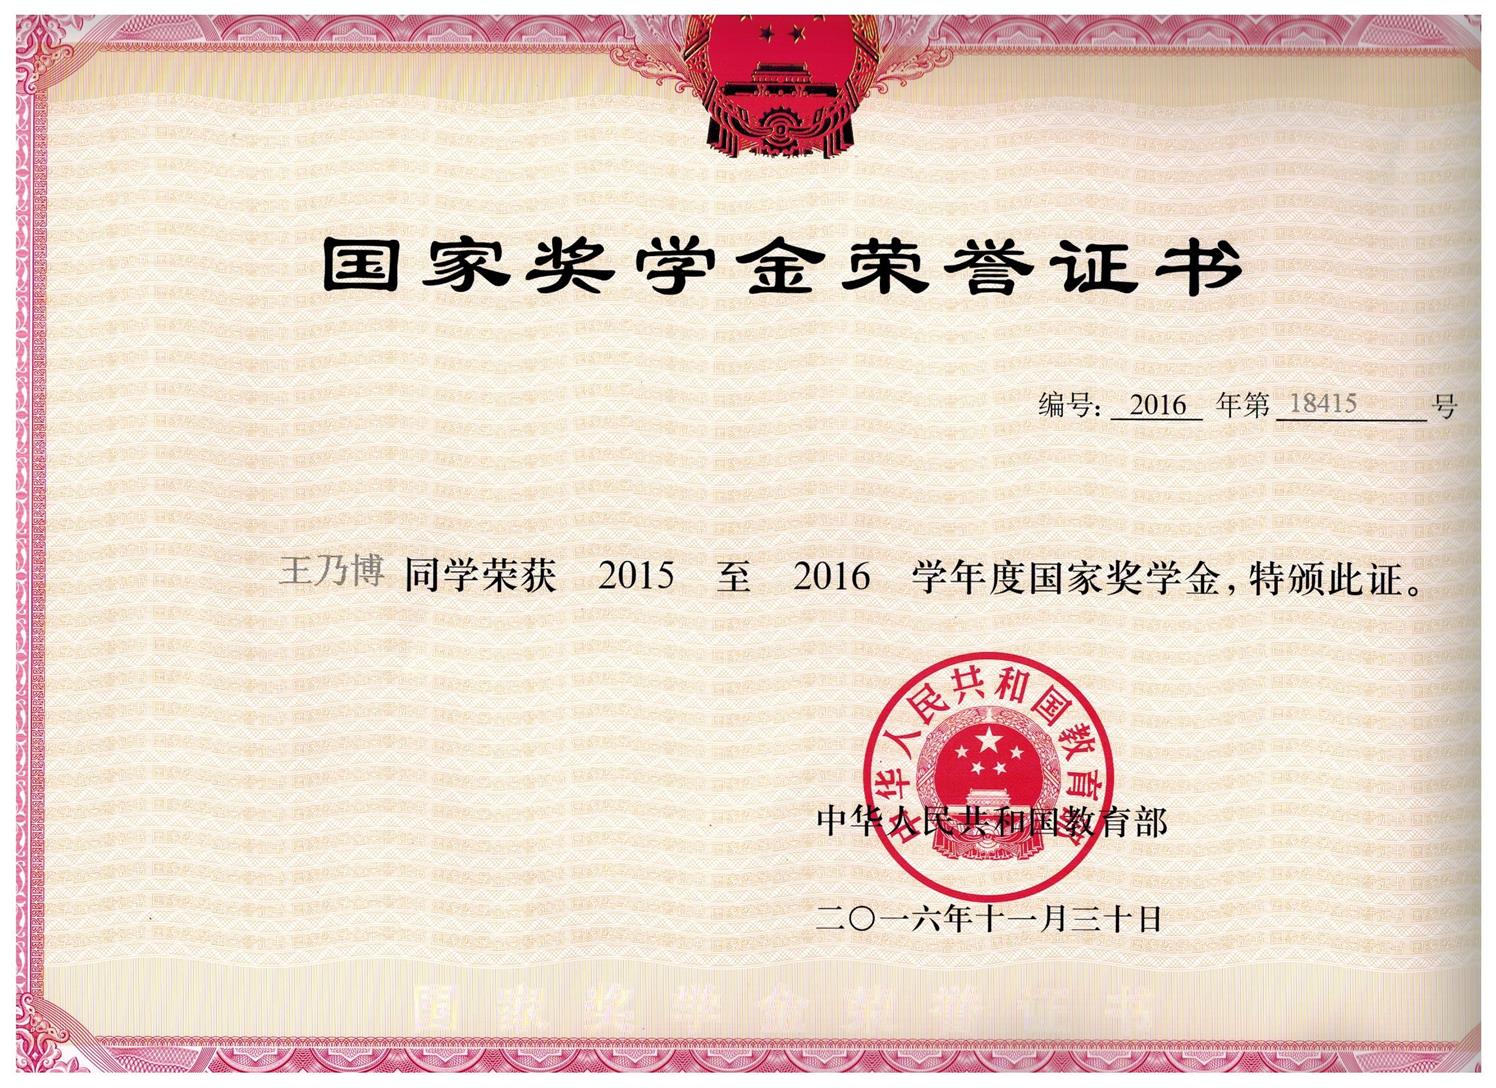 国家奖学金荣誉证书
编号: 2016 年第 18415 号
王乃博 同学荣获 2015 至 2016 学年度国家奖学金,特颁此证。
中华人民共和国教育部
中华人民共和国教育部
二〇一六年十一月三十日
国家奖学金荣誉证书